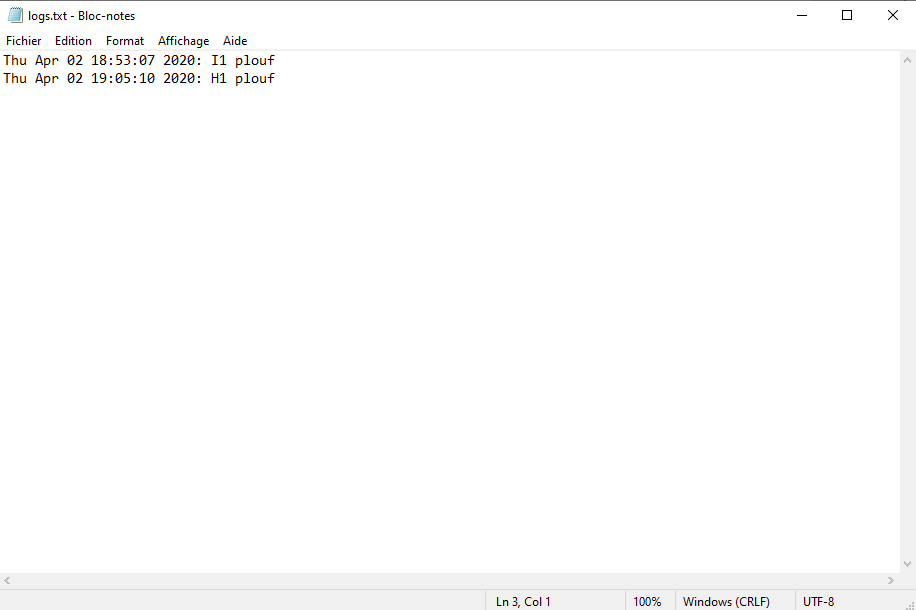 logs.txt - Bloc-notes
Fichier Edition Format Affichage Aide
Thu Apr 02 18:53:07 2020: I1 plouf
Thu Apr 02 19:05:10 2020: H1 plouf
Ln 3, Col 1 100% Windows (CRLF) UTF-8